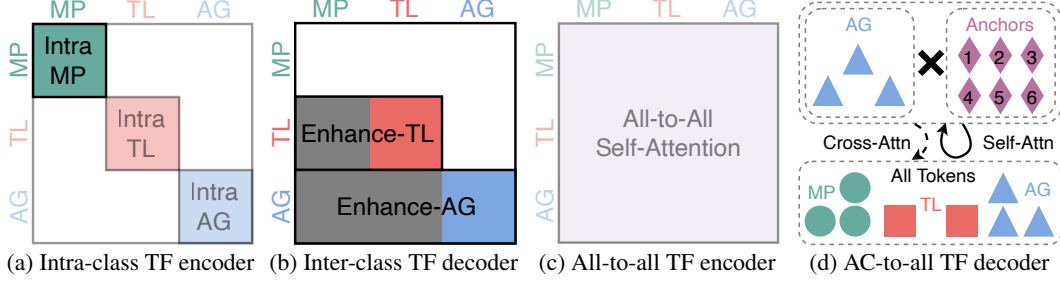 MP TL AG
MP
TL
AG
Intra
MP
Intra
TL
Intra
AG
(a) Intra-class TF encoder
MP TL AG
MP
TL
AG
Enhance-TL
Enhance-AG
(b) Inter-class TF decoder
MP TL AG
MP
TL
AG
All-to-All
Self-Attention
(c) All-to-all TF encoder
AG
Anchors
1 2 3
4 5 6
Cross-Attn
Self-Attn
All Tokens
MP
TL
AG
(d) AC-to-all TF decoder